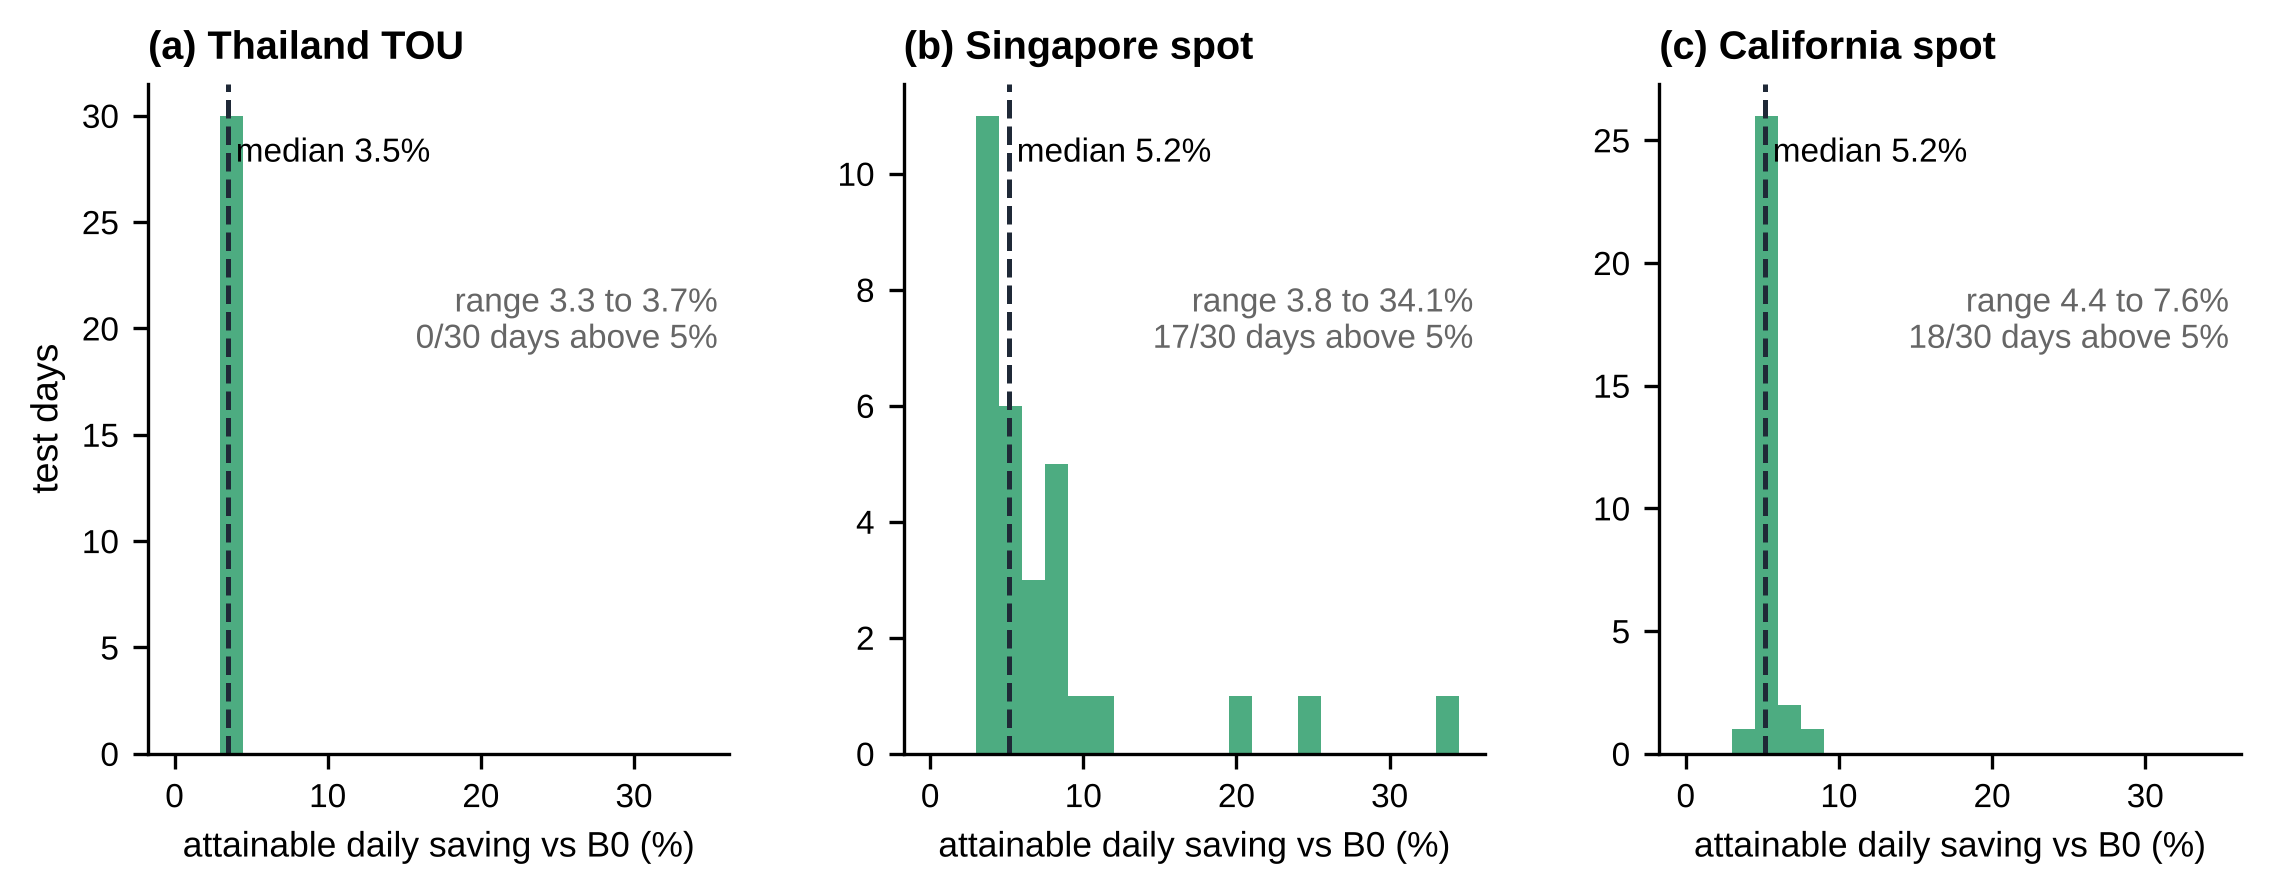 (a) Thailand TOU
30
25
20
15
10
5
0
test days
median 3.5%
range 3.3 to 3.7%
0/30 days above 5%
0 10 20 30
attainable daily saving vs B0 (%)
(b) Singapore spot
10
8
6
4
2
0
median 5.2%
range 3.8 to 34.1%
17/30 days above 5%
0 10 20 30
attainable daily saving vs B0 (%)
(c) California spot
25
20
15
10
5
0
median 5.2%
range 4.4 to 7.6%
18/30 days above 5%
0 10 20 30
attainable daily saving vs B0 (%)